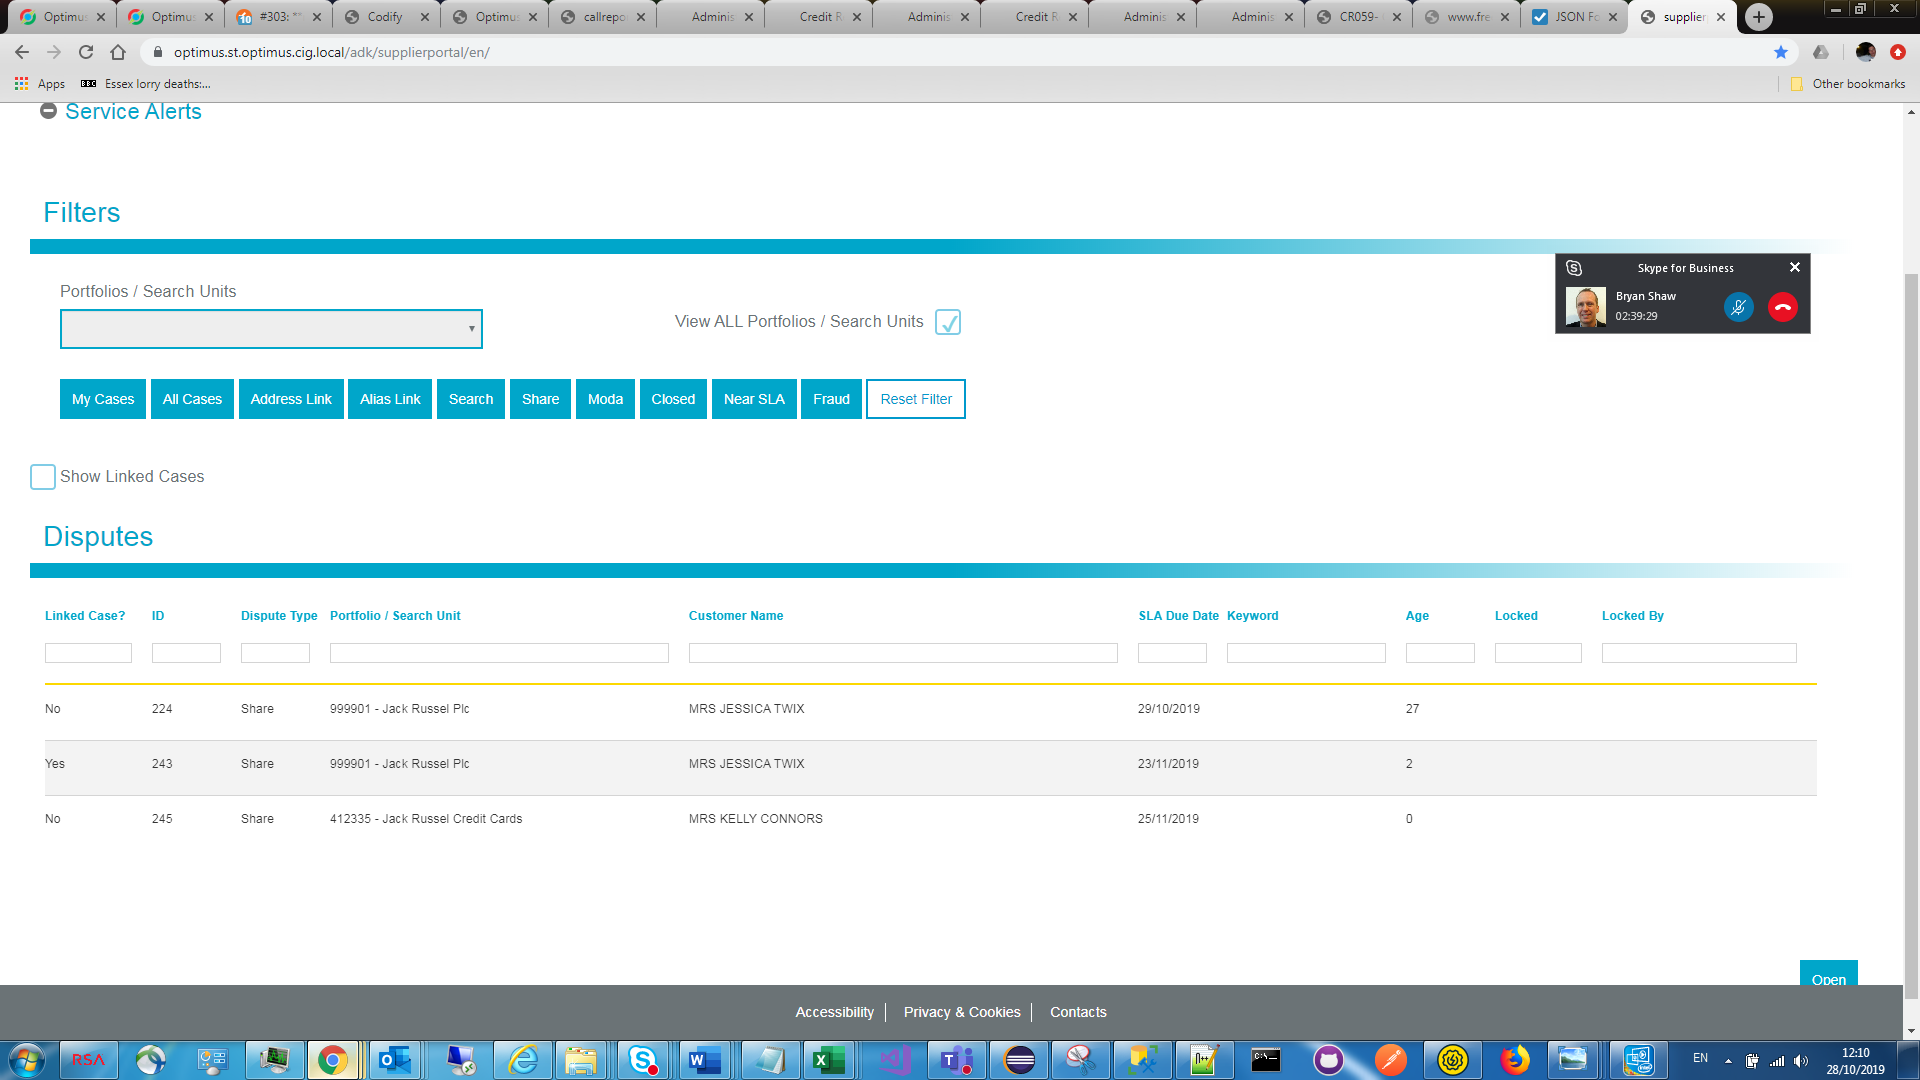 Optimus
Optimus
#303: **
Codify
Optimus
callrepo
Adminis
Credit R
Adminis
Credit R
Adminis
Adminis
CR059-
www.fre
JSON Fo
supplier
optimus.st.optimus.cig.local/adk/supplierportal/en/
Apps
BBC
Essex lorry deaths:...
Other bookmarks
Service Alerts
Filters
Skype for Business
Bryan Shaw
02:39:29
Portfolios / Search Units
View ALL Portfolios / Search Units
My Cases All Cases Address Link Alias Link Search Share Moda Closed Near SLA Fraud Reset Filter
Show Linked Cases
Disputes
Linked Case? ID Dispute Type Portfolio / Search Unit Customer Name SLA Due Date Keyword Age Locked Locked By
No 224 Share 999901 - Jack Russel Plc MRS JESSICA TWIX 29/10/2019 27
Yes 243 Share 999901 - Jack Russel Plc MRS JESSICA TWIX 23/11/2019 2
No 245 Share 412335 - Jack Russel Credit Cards MRS KELLY CONNORS 25/11/2019 0
Open
Accessibility Privacy & Cookies Contacts
RSA
EN
12:10
28/10/2019